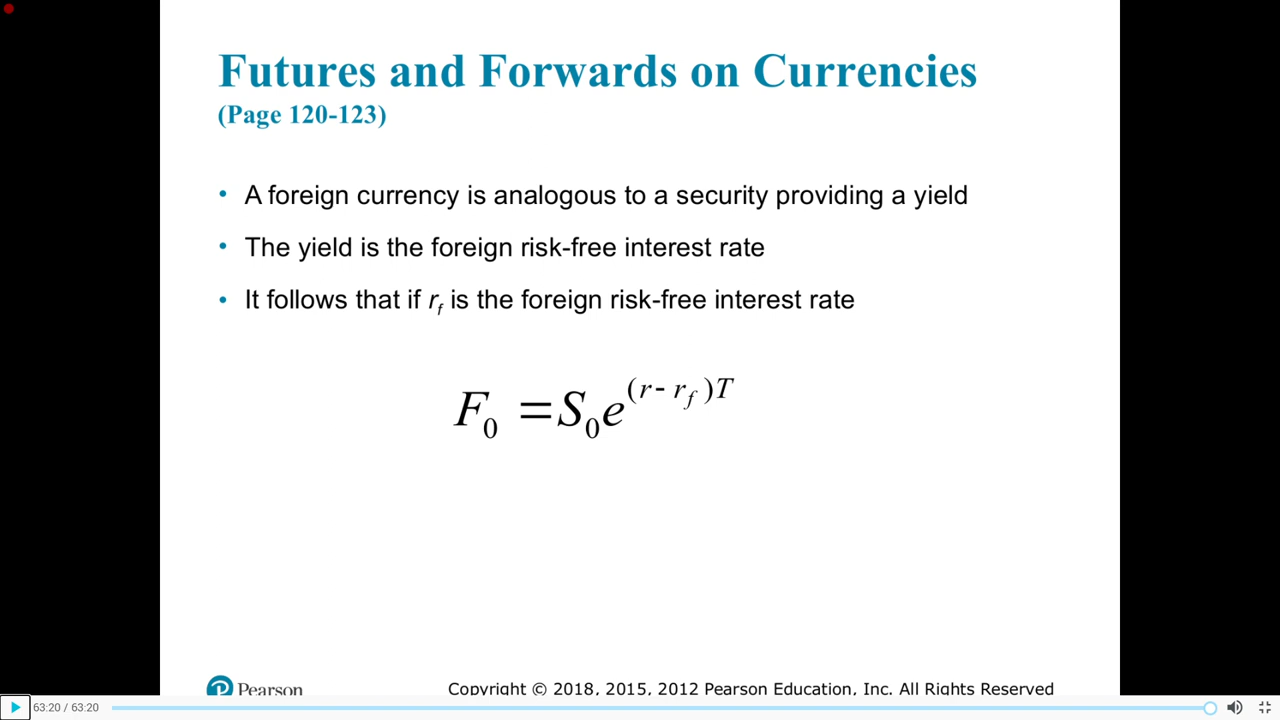 Futures and Forwards on Currencies
(Page 120-123)
• A foreign currency is analogous to a security providing a yield
• The yield is the foreign risk-free interest rate
• It follows that if r_f is the foreign risk-free interest rate
F_0 = S_0 e^{(r - r_f)T}
Pearson
Copyright © 2018, 2015, 2012 Pearson Education, Inc. All Rights Reserved
63:20 / 63:20